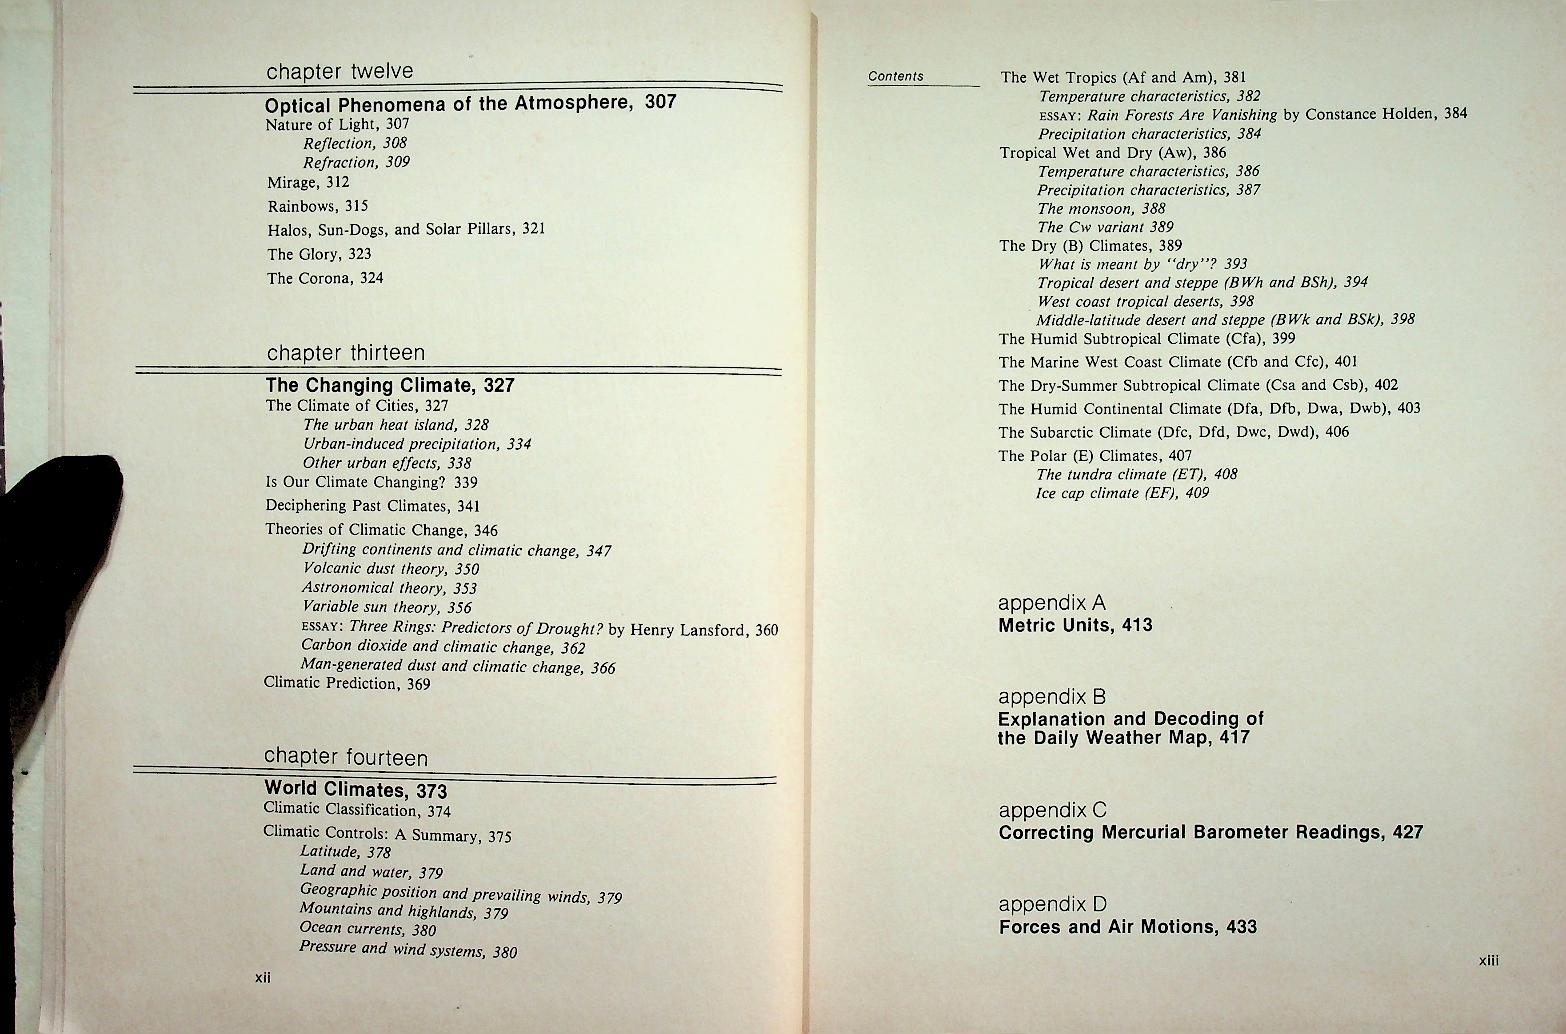 chapter twelve
Optical Phenomena of the Atmosphere, 307
Nature of Light, 307
Reflection, 308
Refraction, 309
Mirage, 312
Rainbows, 315
Halos, Sun-Dogs, and Solar Pillars, 321
The Glory, 323
The Corona, 324
chapter thirteen
The Changing Climate, 327
The Climate of Cities, 327
The urban heat island, 328
Urban-induced precipitation, 334
Other urban effects, 338
Is Our Climate Changing? 339
Deciphering Past Climates, 341
Theories of Climatic Change, 346
Drifting continents and climatic change, 347
Volcanic dust theory, 350
Astronomical theory, 353
Variable sun theory, 356
ESSAY: Three Rings: Predictors of Drought? by Henry Lansford, 360
Carbon dioxide and climatic change, 362
Man-generated dust and climatic change, 366
Climatic Prediction, 369
chapter fourteen
World Climates, 373
Climatic Classification, 374
Climatic Controls: A Summary, 375
Latitude, 378
Land and water, 379
Geographic position and prevailing winds, 379
Mountains and highlands, 379
Ocean currents, 380
Pressure and wind systems, 380
xii
Contents
The Wet Tropics (Af and Am), 381
Temperature characteristics, 382
ESSAY: Rain Forests Are Vanishing by Constance Holden, 384
Precipitation characteristics, 384
Tropical Wet and Dry (Aw), 386
Temperature characteristics, 386
Precipitation characteristics, 387
The monsoon, 388
The Cw variant 389
The Dry (B) Climates, 389
What is meant by "dry"? 393
Tropical desert and steppe (BWh and BSh), 394
West coast tropical deserts, 398
Middle-latitude desert and steppe (BWk and BSk), 398
The Humid Subtropical Climate (Cfa), 399
The Marine West Coast Climate (Cfb and Cfc), 401
The Dry-Summer Subtropical Climate (Csa and Csb), 402
The Humid Continental Climate (Dfa, Dfb, Dwa, Dwb), 403
The Subarctic Climate (Dfc, Dfd, Dwc, Dwd), 406
The Polar (E) Climates, 407
The tundra climate (ET), 408
Ice cap climate (EF), 409
appendix A
Metric Units, 413
appendix B
Explanation and Decoding of
the Daily Weather Map, 417
appendix C
Correcting Mercurial Barometer Readings, 427
appendix D
Forces and Air Motions, 433
xiii